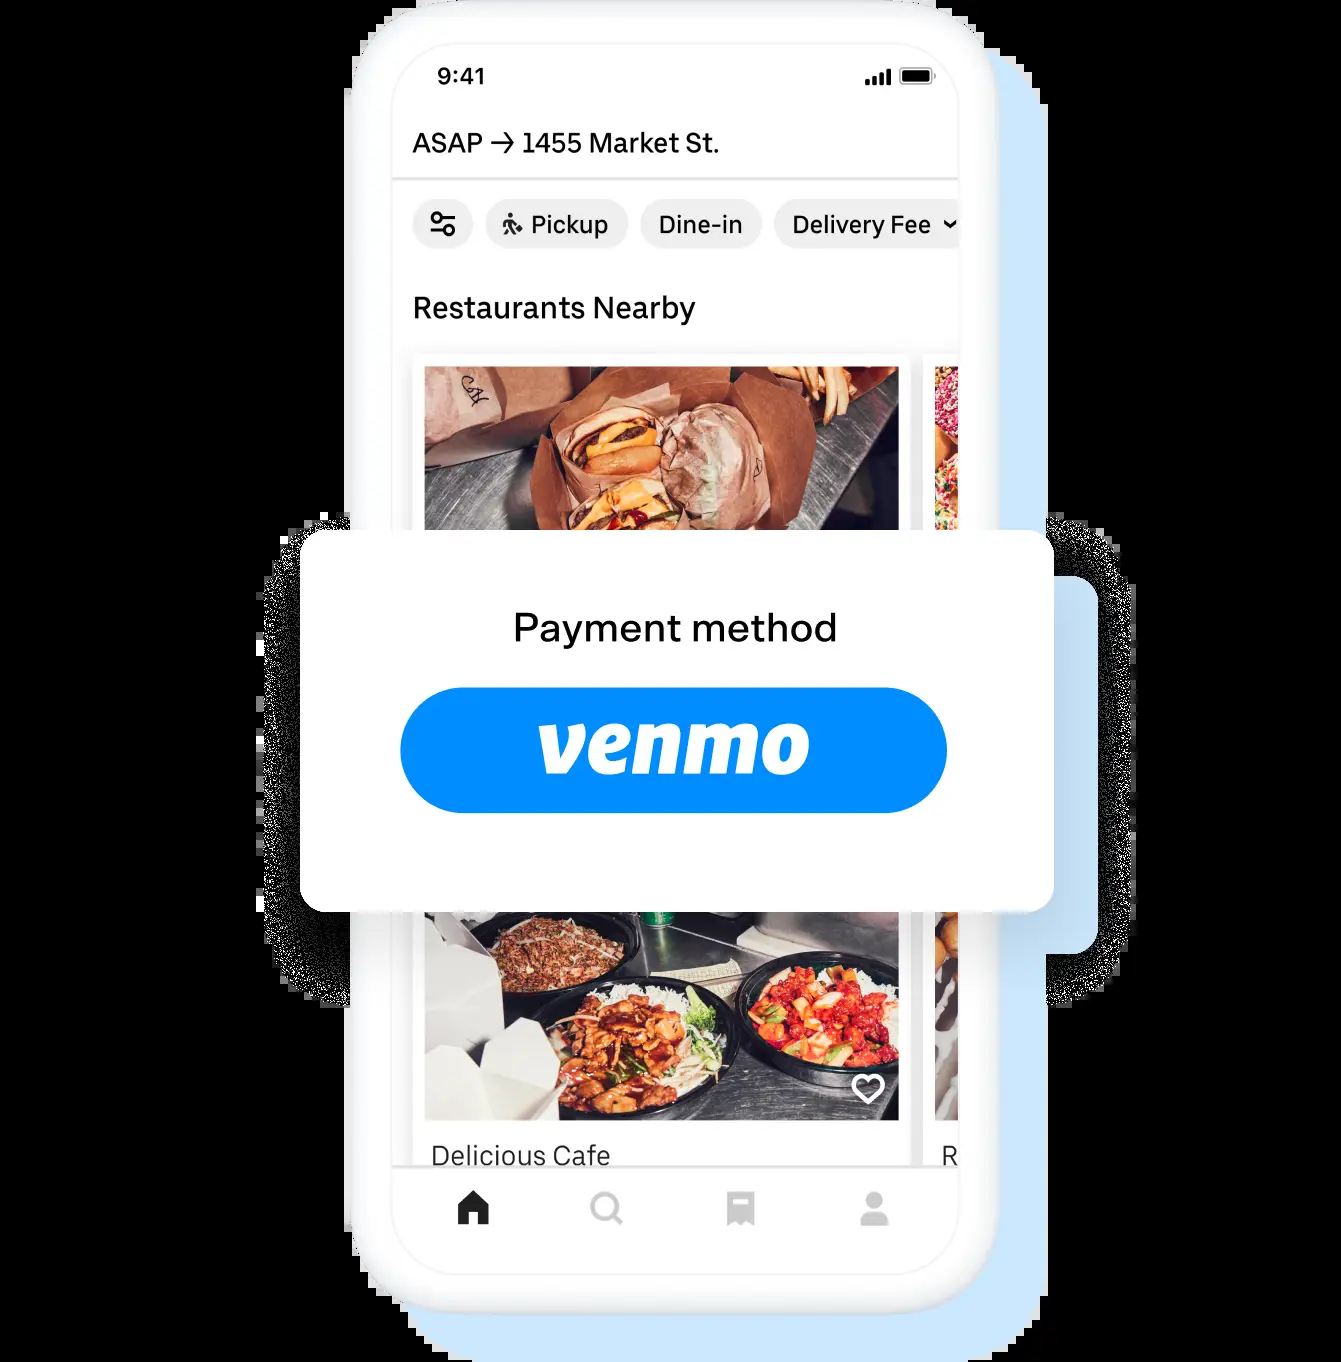 9:41
ASAP → 1455 Market St.
Pickup
Dine-in
Delivery Fee
Restaurants Nearby
Payment method
venmo
Delicious Cafe
R